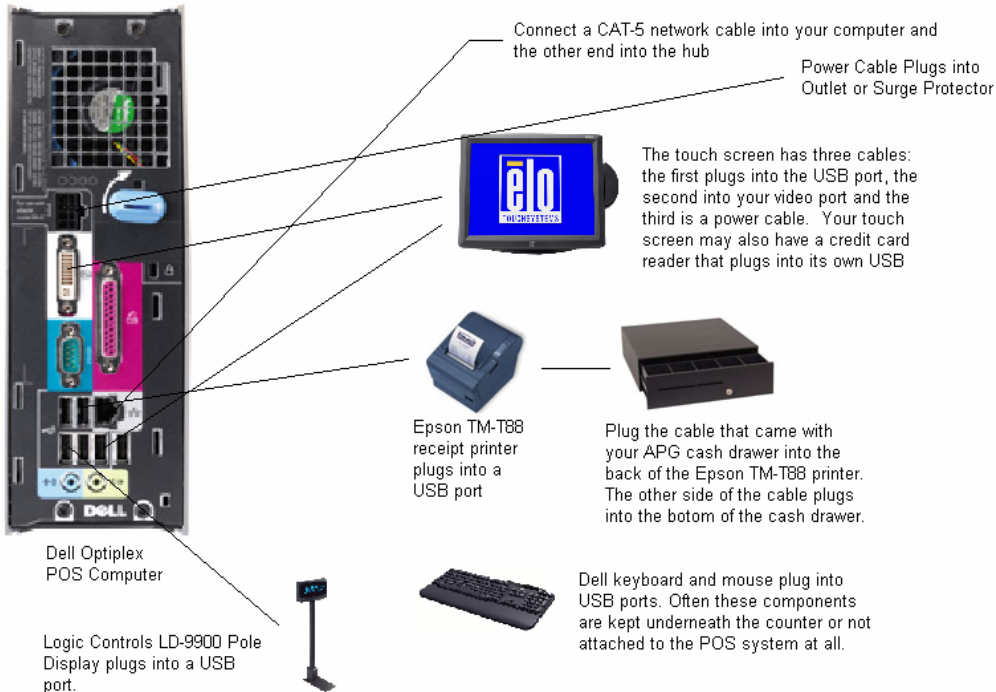 Connect a CAT-5 network cable into your computer and
the other end into the hub
Power Cable Plugs into
Outlet or Surge Protector
elo
TOUCHSYSTEMS
The touch screen has three cables:
the first plugs into the USB port, the
second into your video port and the
third is a power cable. Your touch
screen may also have a credit card
reader that plugs into its own USB
Epson TM-T88
receipt printer
plugs into a
USB port
Plug the cable that came with
your APG cash drawer into the
back of the Epson TM-T88 printer.
The other side of the cable plugs
into the botom of the cash drawer.
DELL
Dell Optiplex
POS Computer
Logic Controls LD-9900 Pole
Display plugs into a USB
port.
Dell keyboard and mouse plug into
USB ports. Often these components
are kept underneath the counter or not
attached to the POS system at all.